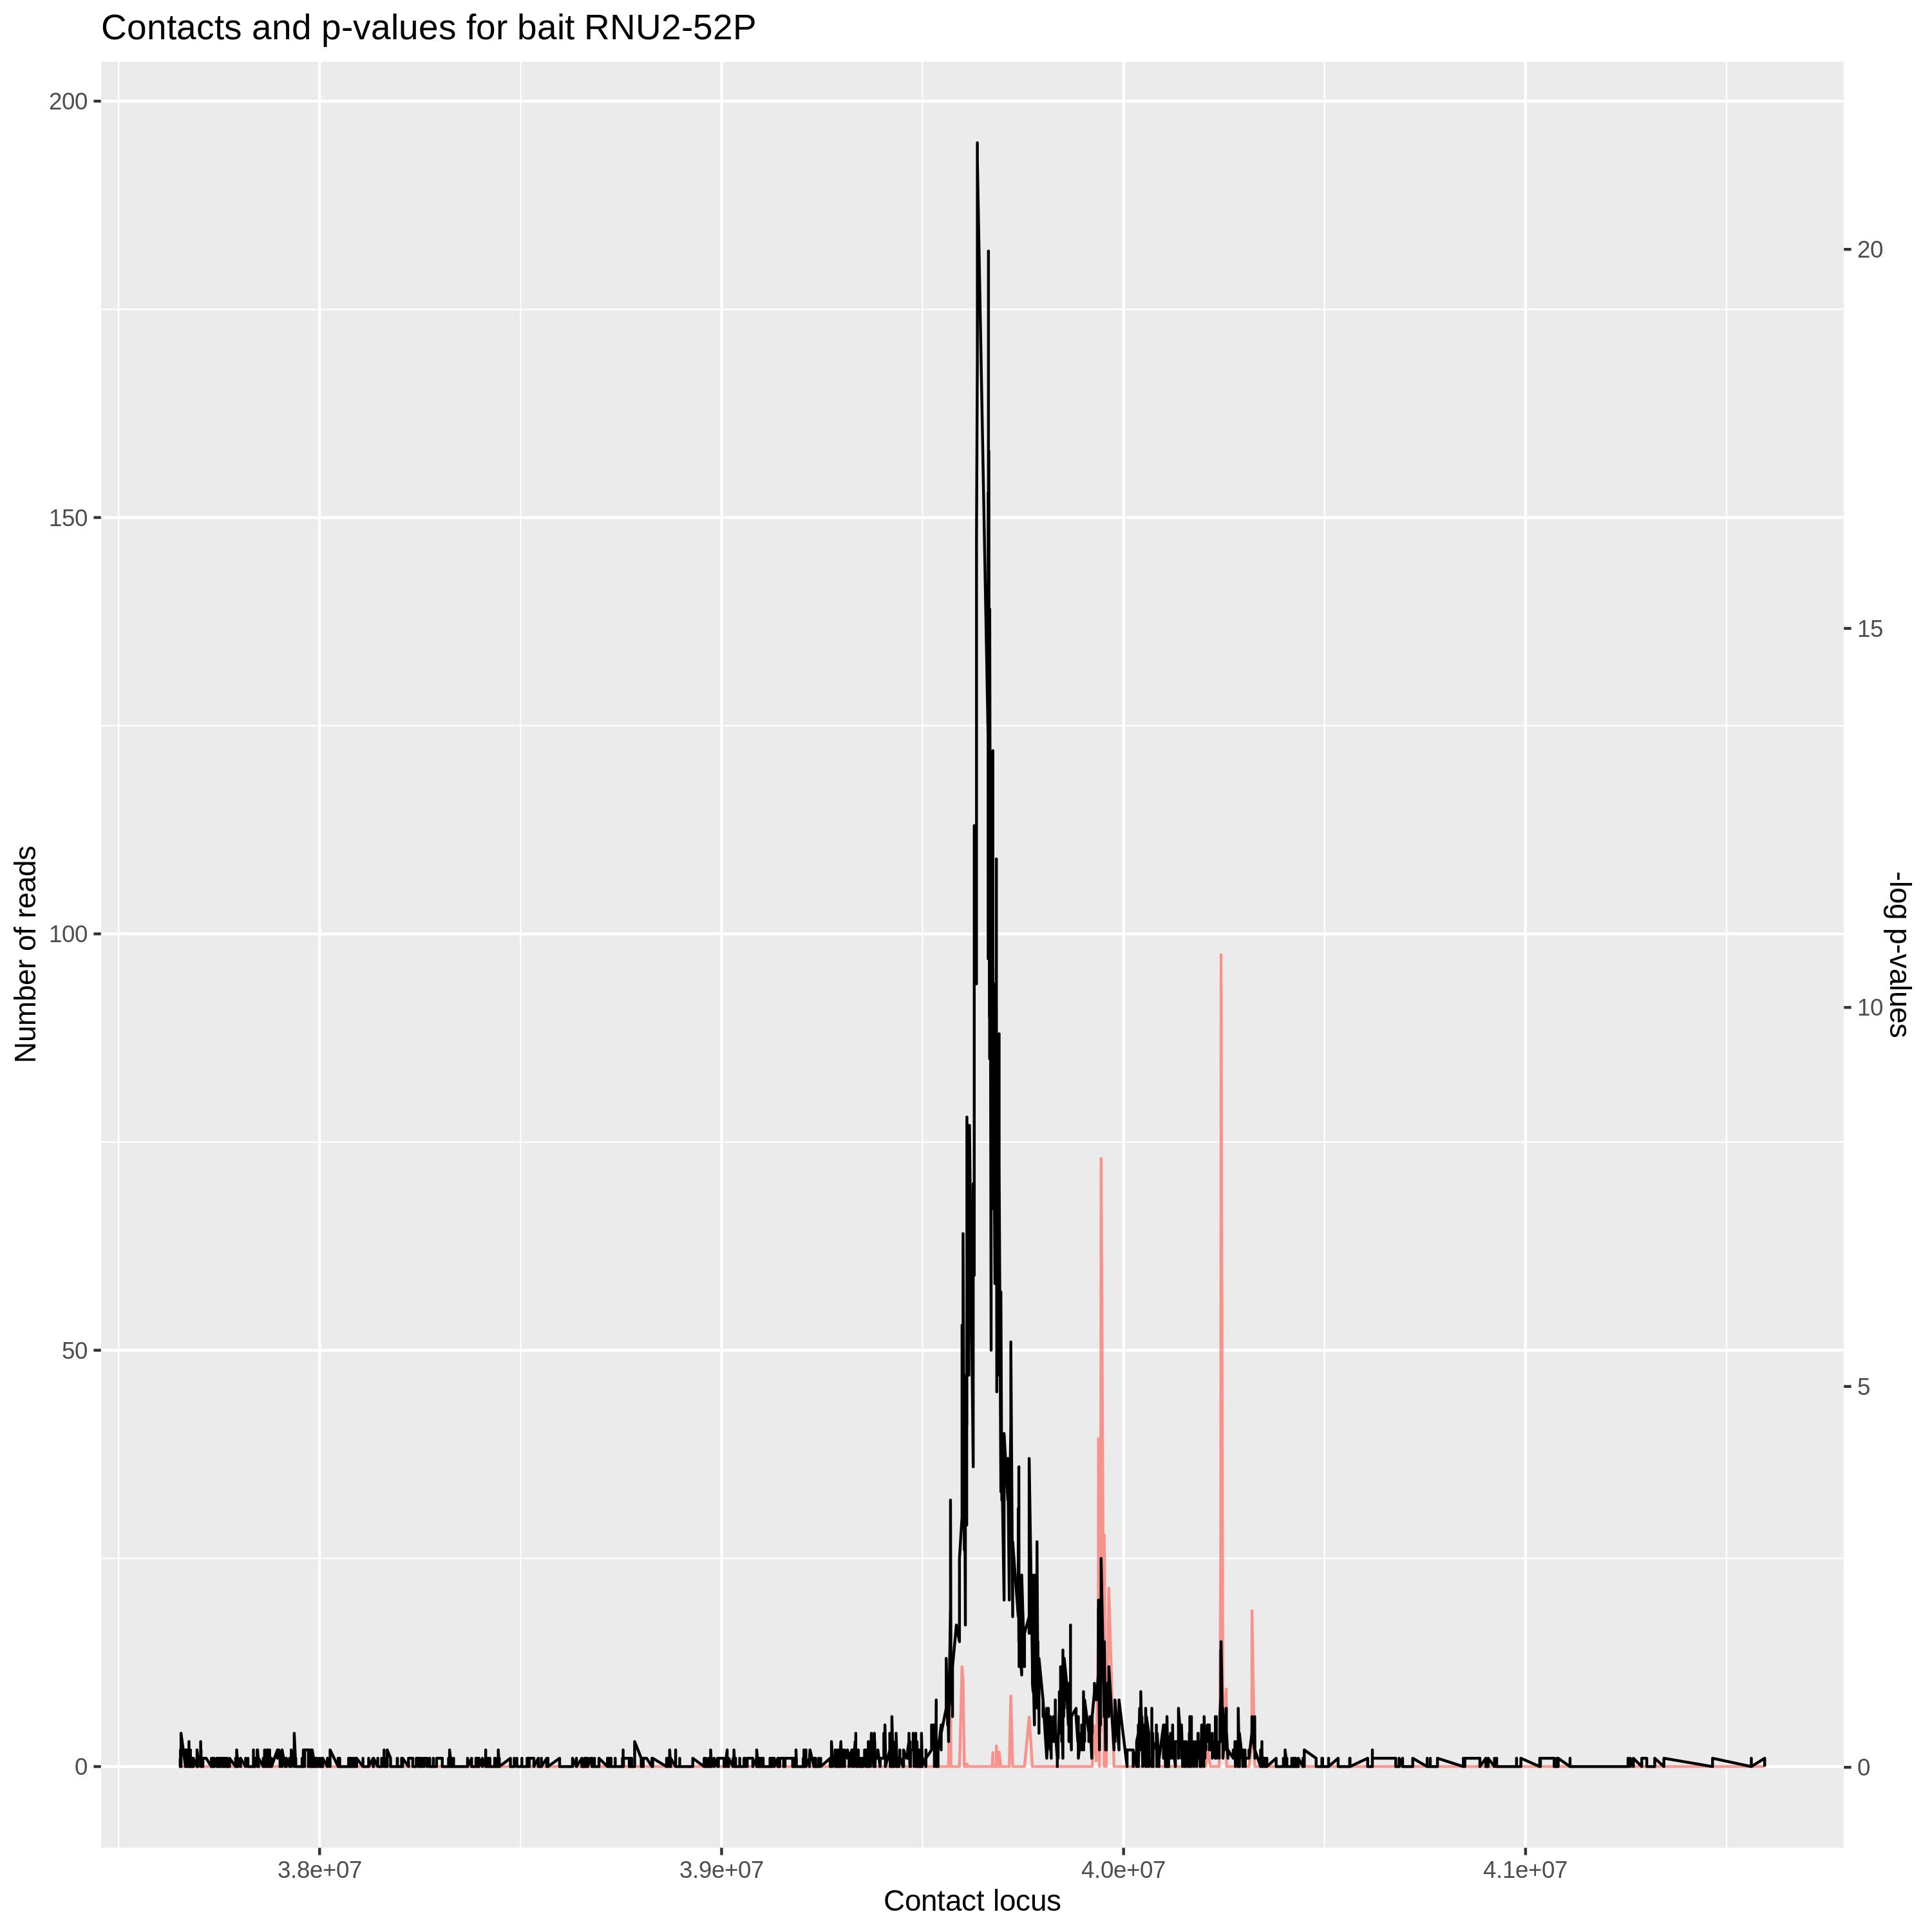 Contacts and p-values for bait RNU2-52P
200
150
100
50
0
Number of reads
20
15
10
5
0
-log p-values
3.8e+07
3.9e+07
4.0e+07
4.1e+07
Contact locus